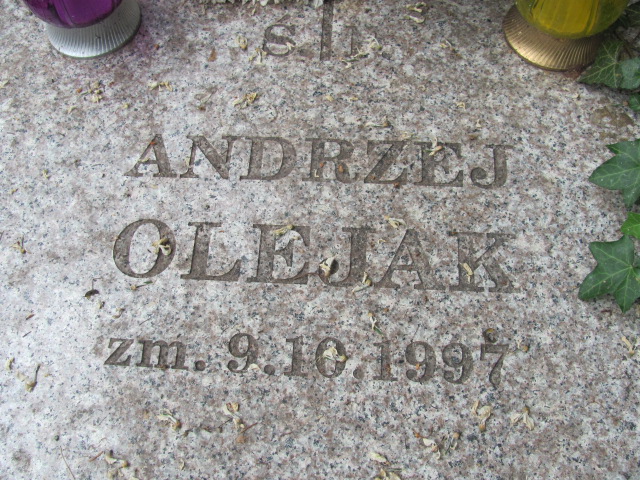 ś p
ANDRZEJ
OLEJAK
zm. 9.10.1997